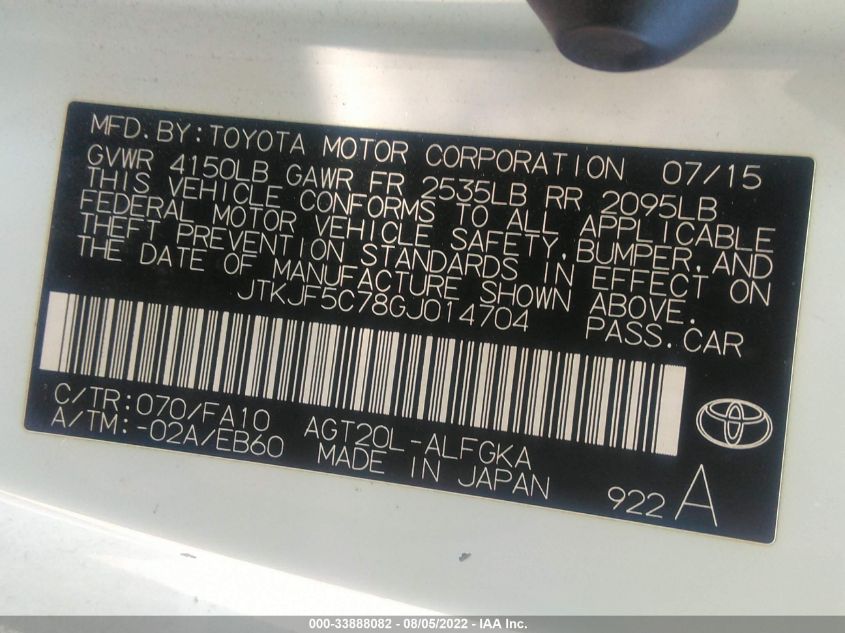 MFD.BY:TOYOTA MOTOR CORPORATION 07/15
GVWR 4150LB GAWR FR 2535LB RR 2095LB
THIS VEHICLE CONFORMS TO ALL APPLICABLE
FEDERAL MOTOR VEHICLE SAFETY,BUMPER,AND
THEFT PREVENTION STANDARDS IN EFFECT ON
THE DATE OF MANUFACTURE SHOWN ABOVE.
JTKJF5C78GJ014704 PASS.CAR
C/TR:070/FA10 AGT20L-ALFGKA
A/TM:-02A/EB60 MADE IN JAPAN
922 A
000-33888082 - 08/05/2022 - IAA Inc.